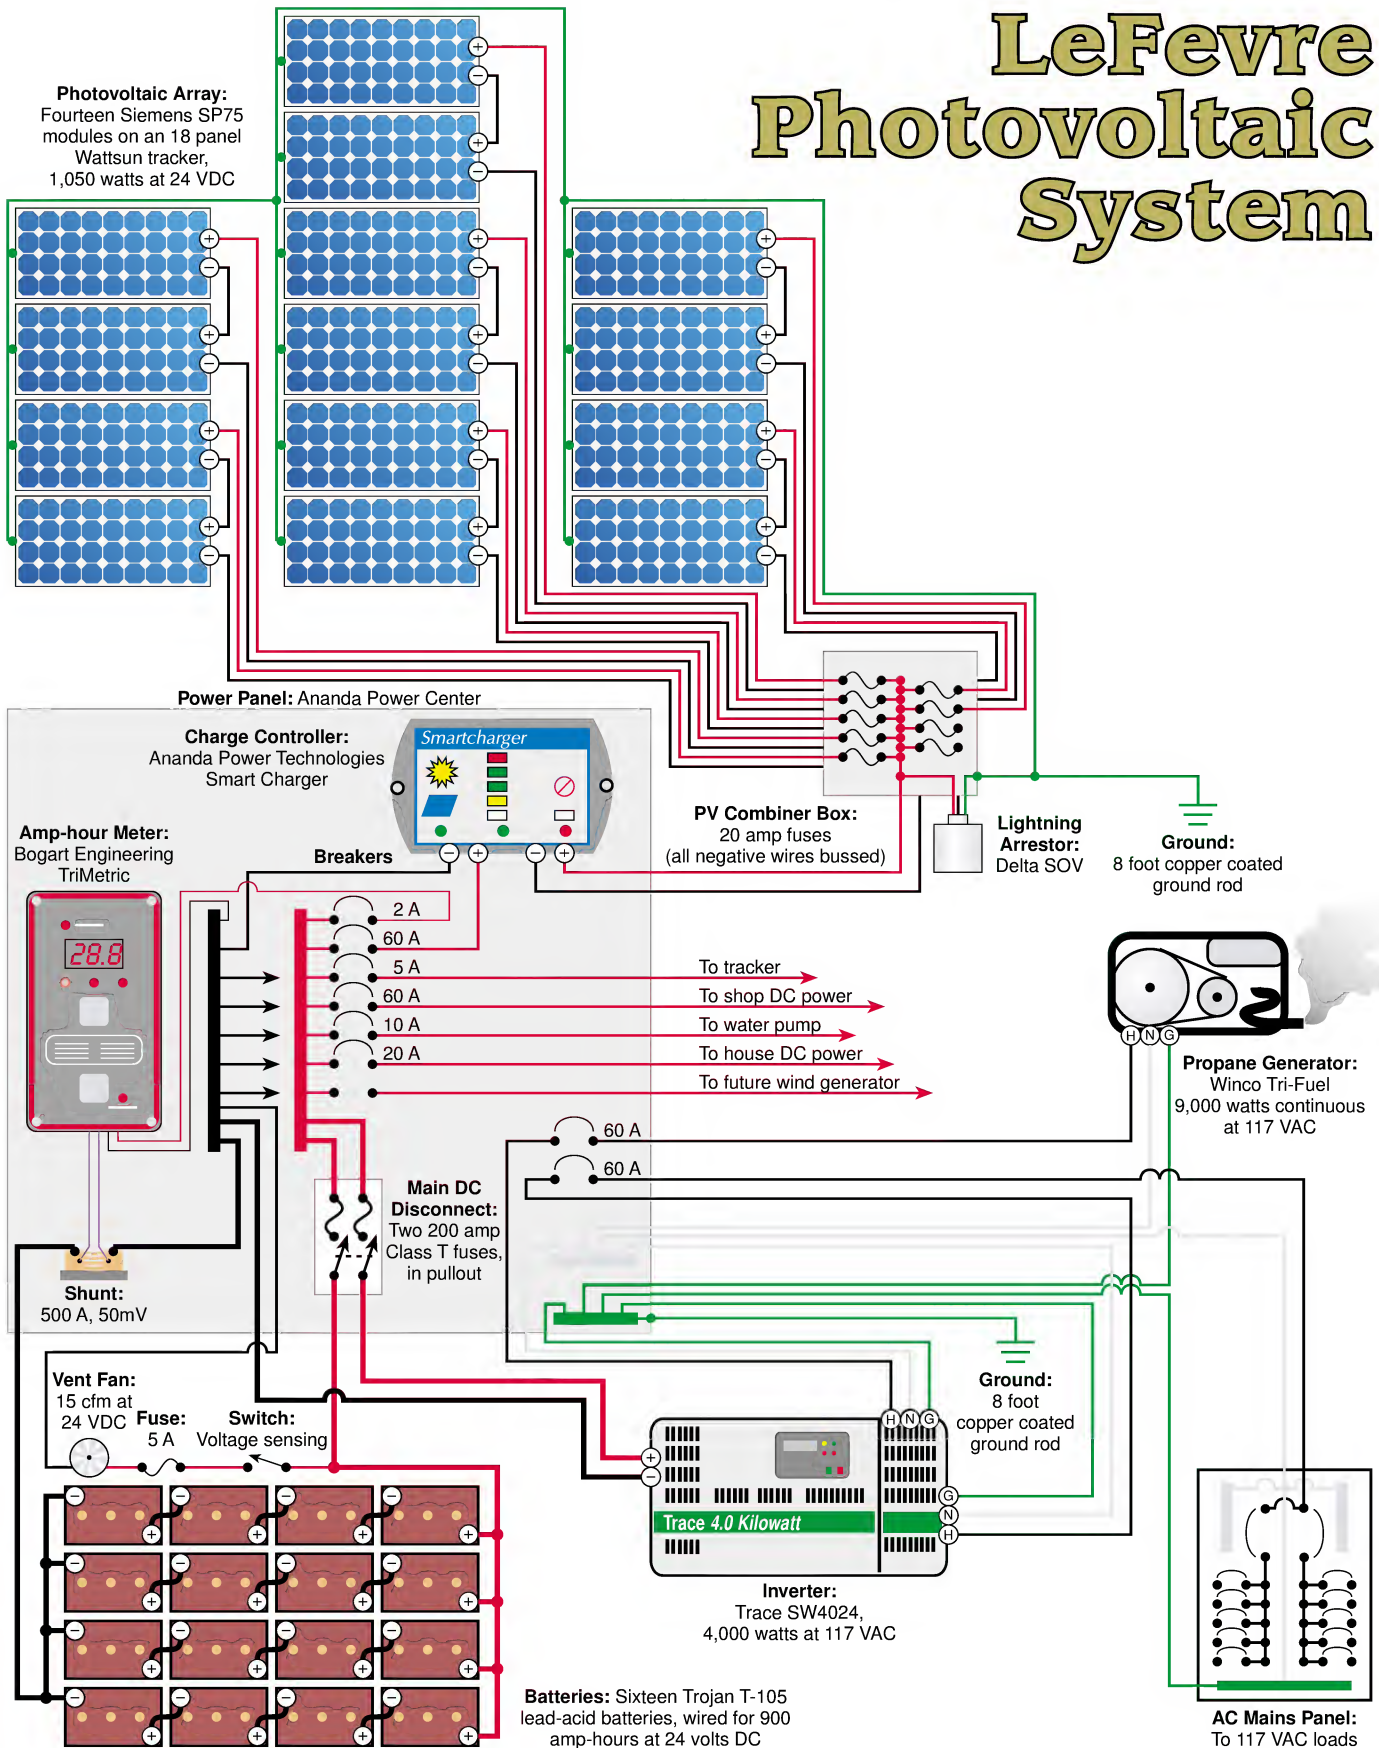 LeFevre
Photovoltaic
System
Photovoltaic Array:
Fourteen Siemens SP75
modules on an 18 panel
Wattsun tracker,
1,050 watts at 24 VDC
+
−
+
−
+
−
+
−
+
−
+
−
+
−
+
−
+
−
+
−
+
−
+
−
+
−
+
−
Power Panel: Ananda Power Center
Charge Controller:
Ananda Power Technologies
Smart Charger
Smartcharger
− + − +
PV Combiner Box:
20 amp fuses
(all negative wires bussed)
Lightning
Arrestor:
Delta SOV
Ground:
8 foot copper coated
ground rod
Amp-hour Meter:
Bogart Engineering
TriMetric
28.8
Breakers
2 A
60 A
5 A
To tracker
60 A
To shop DC power
10 A
To water pump
20 A
To house DC power
To future wind generator
H N G
Propane Generator:
Winco Tri-Fuel
9,000 watts continuous
at 117 VAC
60 A
60 A
Main DC
Disconnect:
Two 200 amp
Class T fuses,
in pullout
Shunt:
500 A, 50mV
Ground:
8 foot
copper coated
ground rod
Vent Fan:
15 cfm at
24 VDC
Fuse:
5 A
Switch:
Voltage sensing
H N G
+
−
G
N
H
Trace 4.0 Kilowatt
Inverter:
Trace SW4024,
4,000 watts at 117 VAC
− − − −
+ + + +
− − − −
+ + + +
− − − −
+ + + +
− − − −
+ + + +
Batteries: Sixteen Trojan T-105
lead-acid batteries, wired for 900
amp-hours at 24 volts DC
AC Mains Panel:
To 117 VAC loads